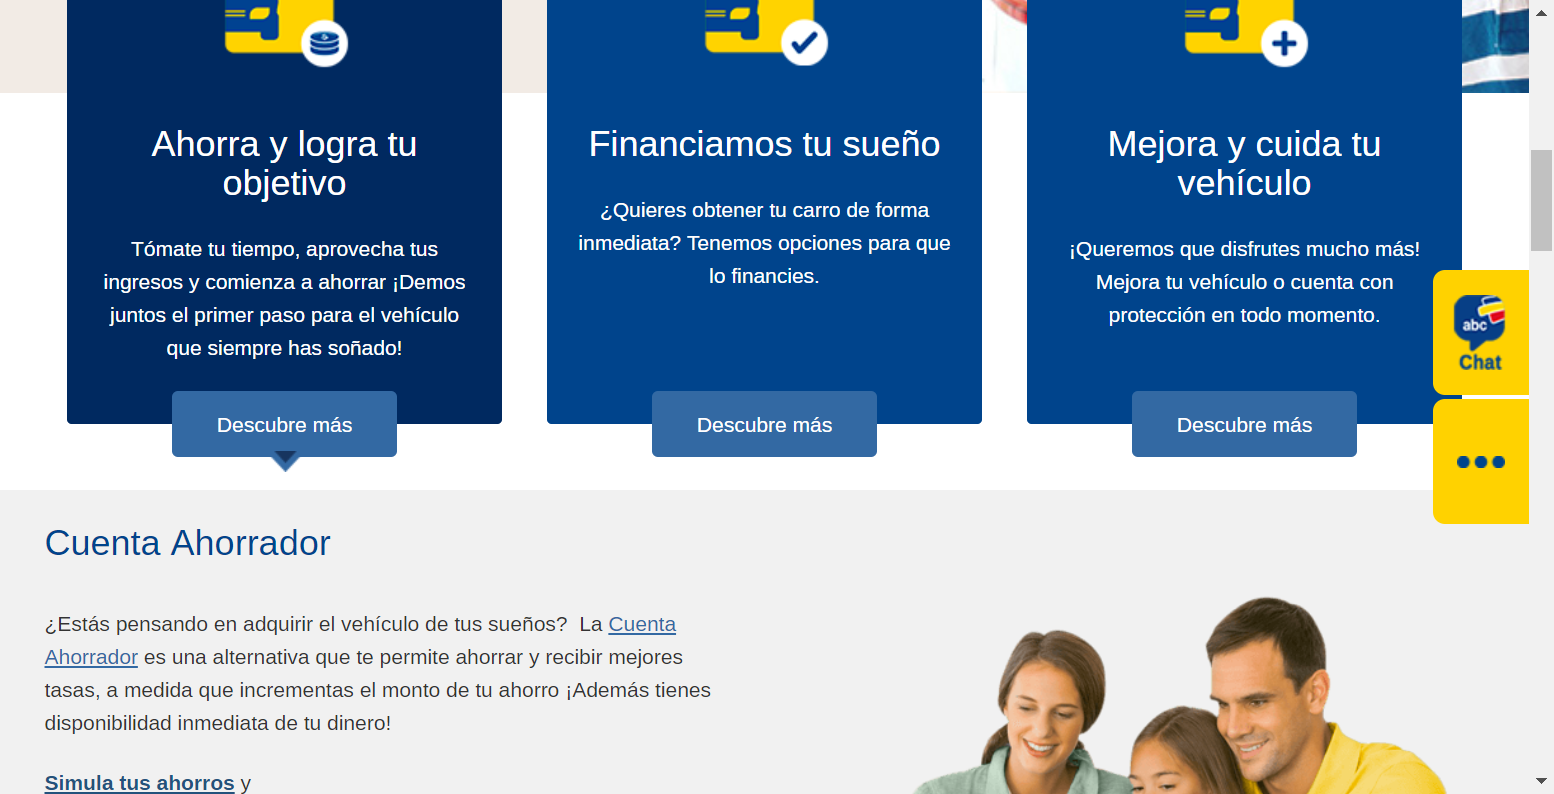 Ahorra y logra tu
objetivo
Tómate tu tiempo, aprovecha tus
ingresos y comienza a ahorrar ¡Demos
juntos el primer paso para el vehículo
que siempre has soñado!
Descubre más
Financiamos tu sueño
¿Quieres obtener tu carro de forma
inmediata? Tenemos opciones para que
lo financies.
Descubre más
Mejora y cuida tu
vehículo
¡Queremos que disfrutes mucho más!
Mejora tu vehículo o cuenta con
protección en todo momento.
Descubre más
abc
Chat
Cuenta Ahorrador
¿Estás pensando en adquirir el vehículo de tus sueños?  La Cuenta
Ahorrador es una alternativa que te permite ahorrar y recibir mejores
tasas, a medida que incrementas el monto de tu ahorro ¡Además tienes
disponibilidad inmediata de tu dinero!
Simula tus ahorros y